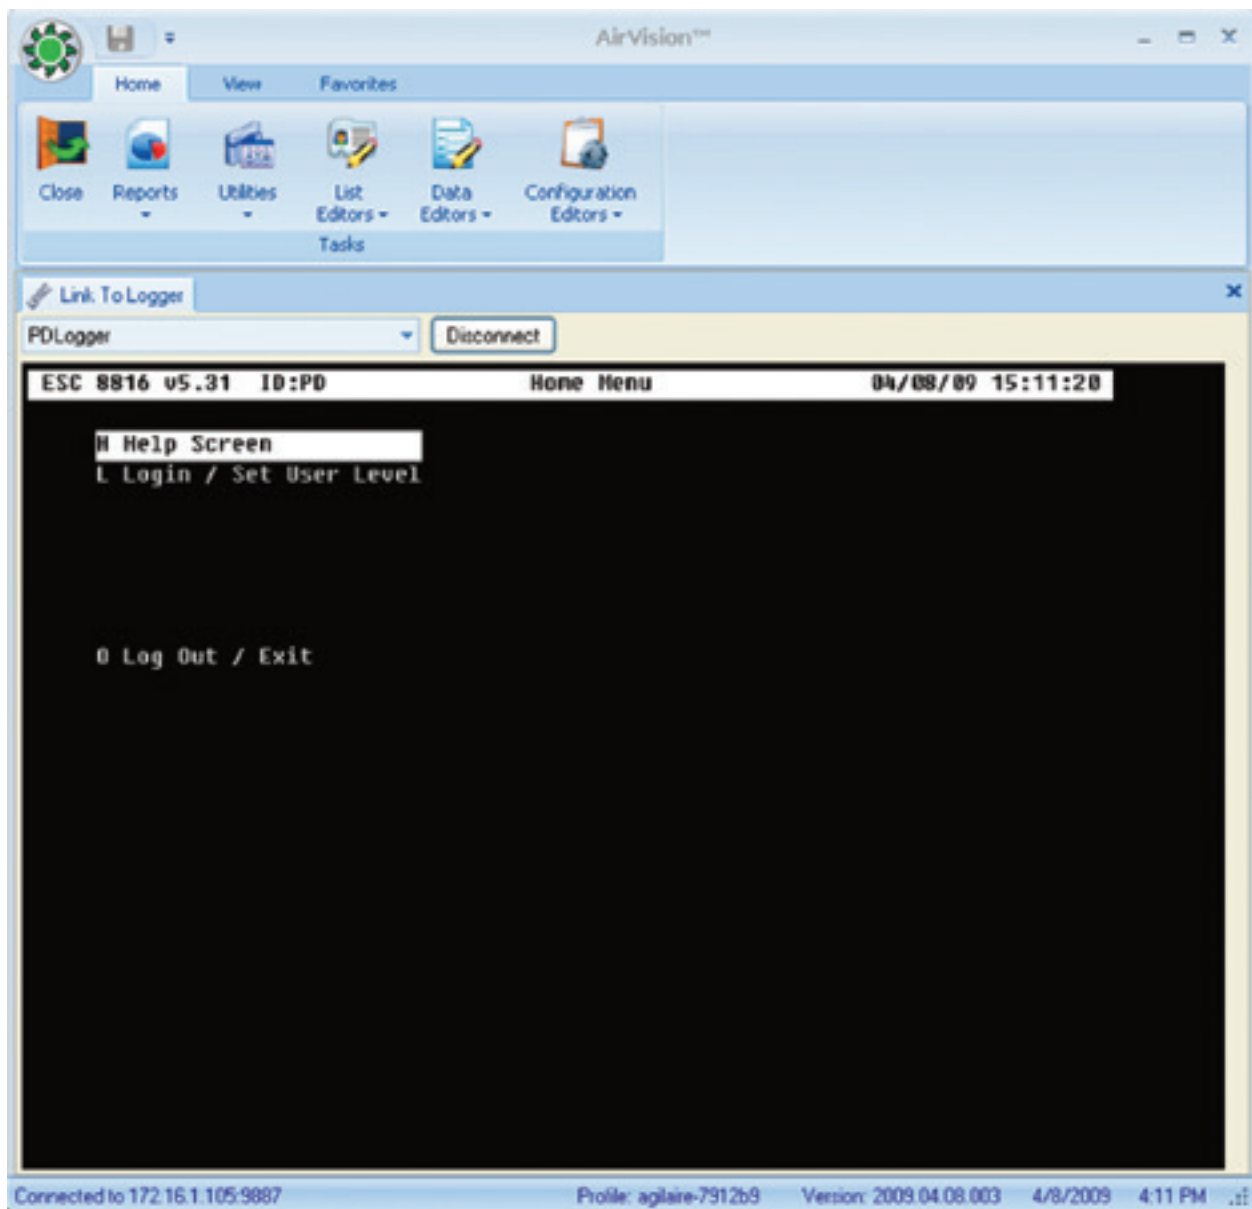 AirVision™
Home View Favorites
Close Reports Utilities List Editors Data Editors Configuration Editors
Tasks
Link To Logger
PDLogger Disconnect
ESC 8816 v5.31 ID:PD Home Menu 04/08/09 15:11:20
H Help Screen
L Login / Set User Level
O Log Out / Exit
Connected to 172.16.1.105:9887 Profile: agilaire-7912b9 Version: 2009.04.08.003 4/8/2009 4:11 PM